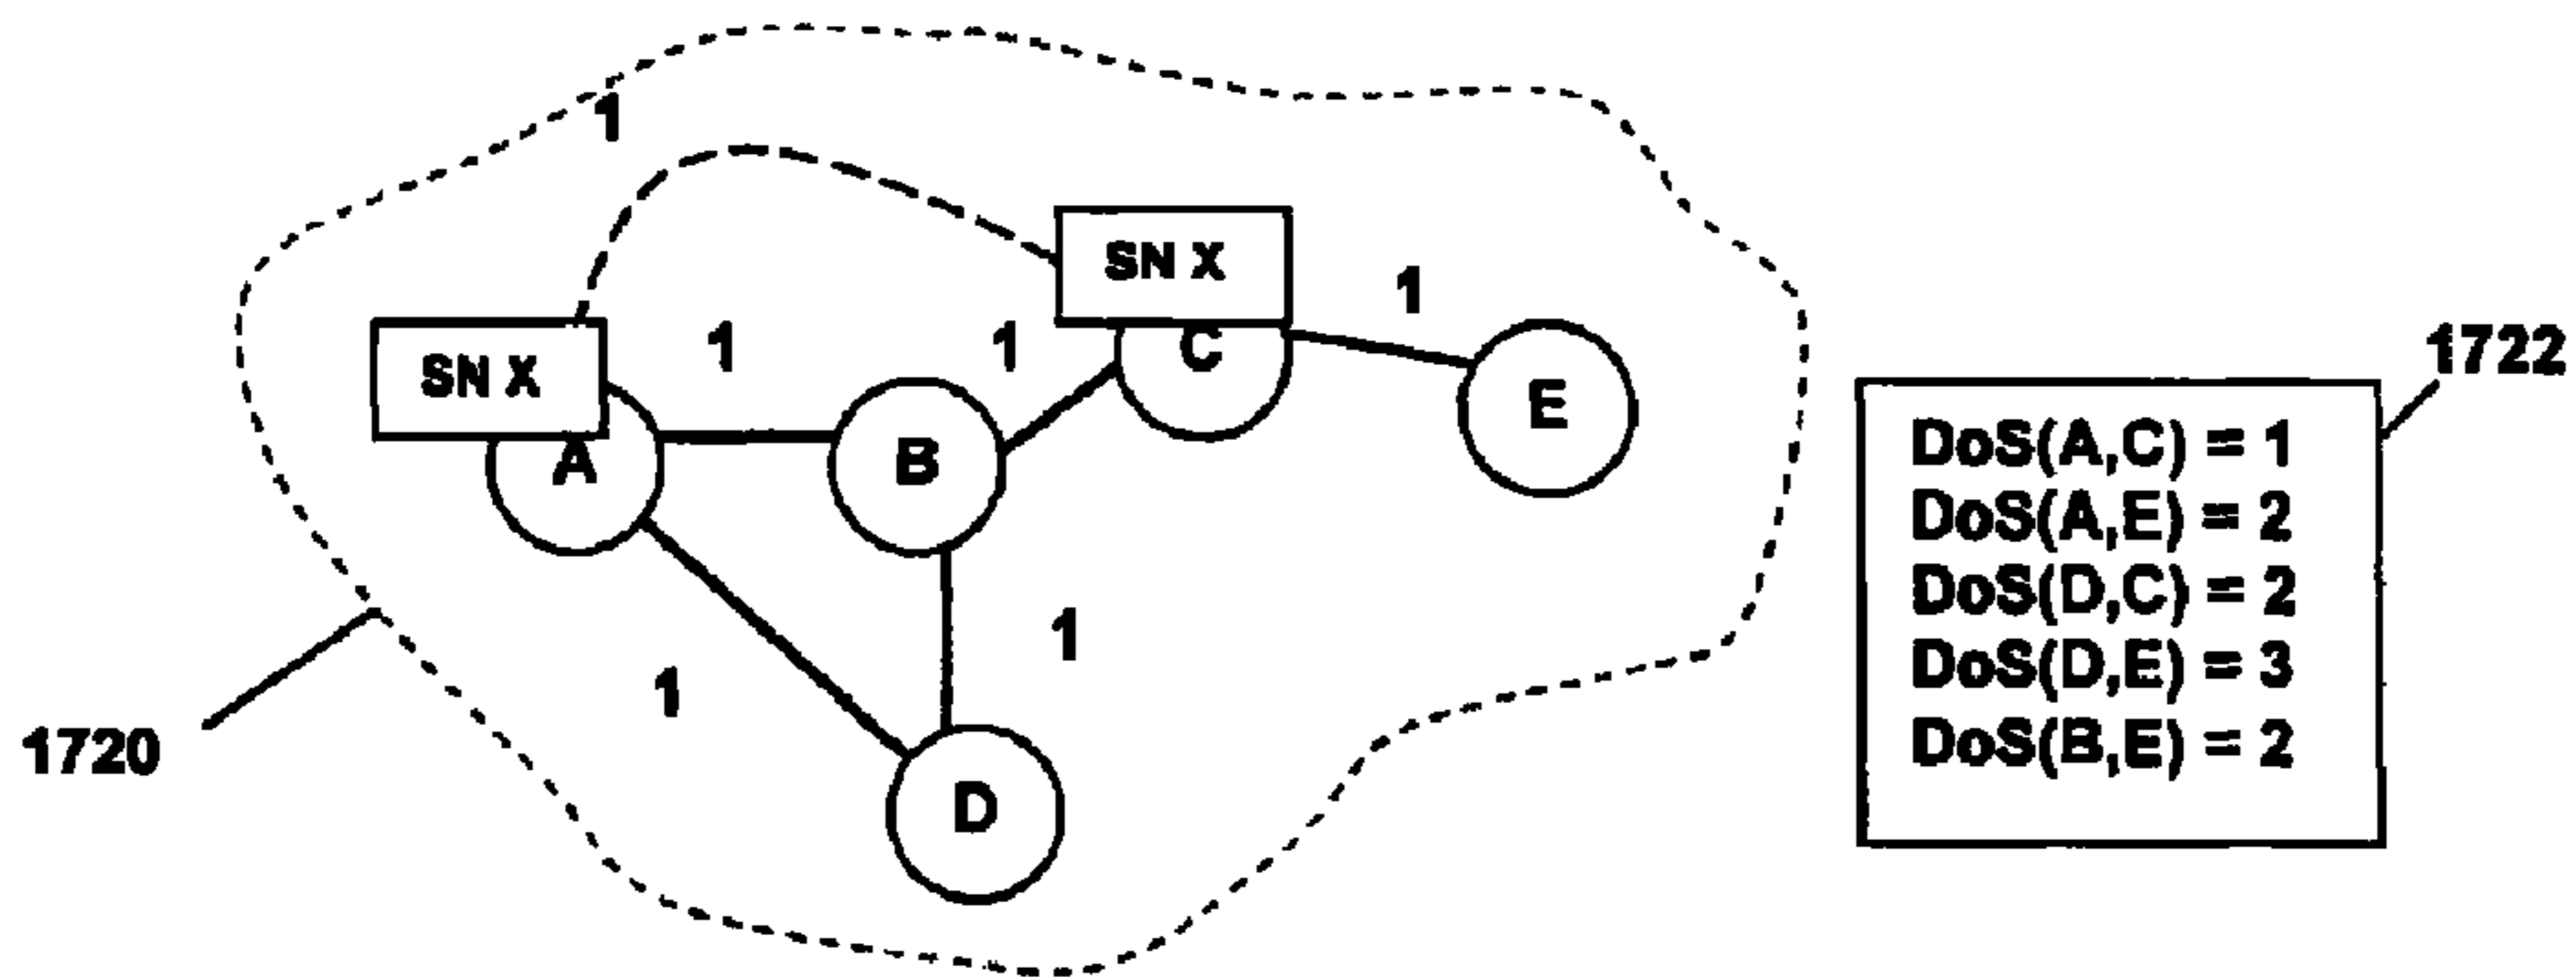 1
SN X
1
1
1722
SN X
1
1
C
E
A
B
DoS(A,C) = 1
DoS(A,E) = 2
DoS(D,C) = 2
DoS(D,E) = 3
DoS(B,E) = 2
1
1
1720
D